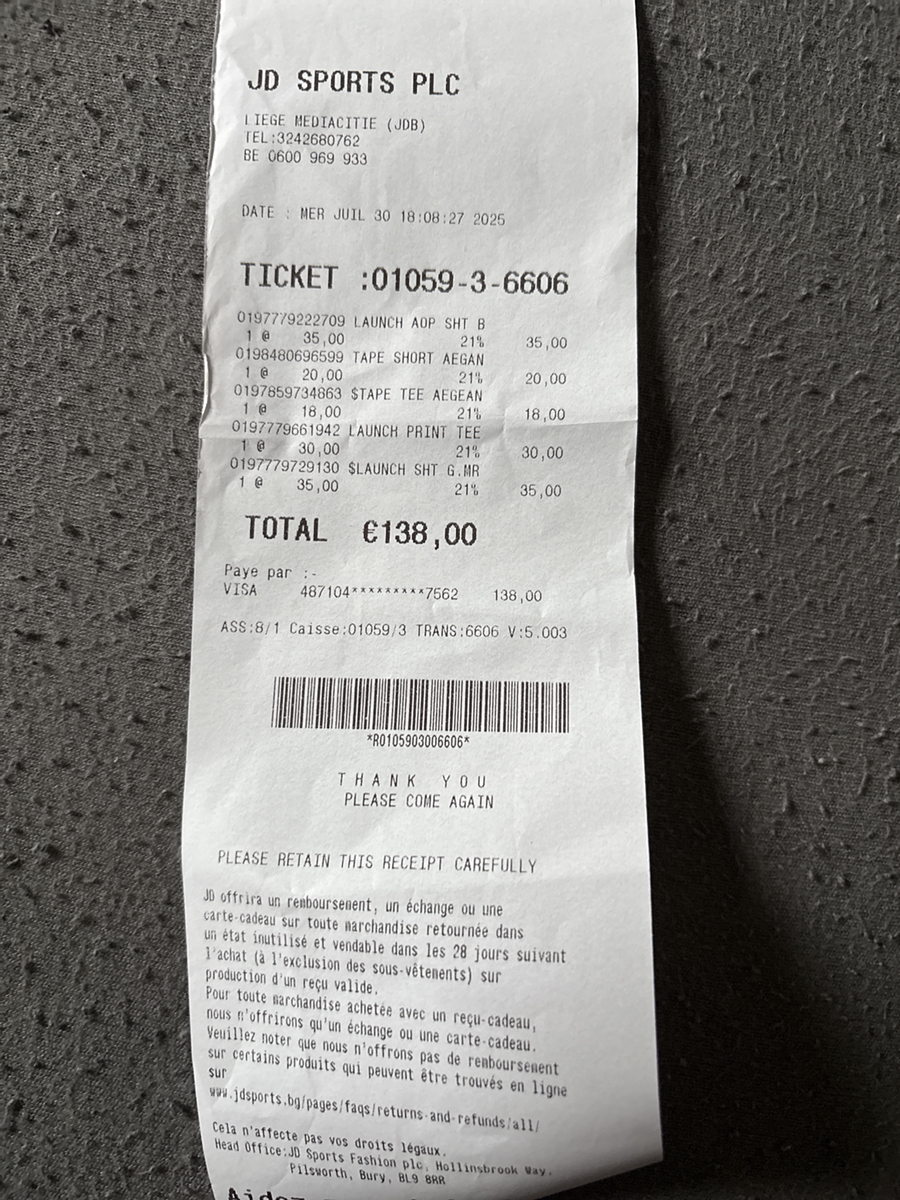 JD SPORTS PLC
LIEGE MEDIACITIE (JDB)
TEL:3242680762
BE 0600 969 933
DATE : MER JUIL 30 18:08:27 2025
TICKET :01059-3-6606
0197779222709 LAUNCH AOP SHT B
1 @ 35,00 21% 35,00
0198480696599 TAPE SHORT AEGAN
1 @ 20,00 21% 20,00
0197859734863 $TAPE TEE AEGEAN
1 @ 18,00 21% 18,00
0197779661942 LAUNCH PRINT TEE
1 @ 30,00 21% 30,00
0197779729130 $LAUNCH SHT G.MR
1 @ 35,00 21% 35,00
TOTAL €138,00
Paye par :-
VISA 487104*********7562 138,00
ASS:8/1 Caisse:01059/3 TRANS:6606 V:5.003
*R0105903006606*
THANK YOU
PLEASE COME AGAIN
PLEASE RETAIN THIS RECEIPT CAREFULLY
JD offrira un remboursement, un échange ou une
carte-cadeau sur toute marchandise retournée dans
un état inutilisé et vendable dans les 28 jours suivant
l'achat (à l'exclusion des sous-vêtements) sur
production d'un reçu valide.
Pour toute marchandise achetée avec un reçu-cadeau,
nous n'offrirons qu'un échange ou une carte-cadeau.
Veuillez noter que nous n'offrons pas de remboursement
sur certains produits qui peuvent être trouvés en ligne
sur
www.jdsports.bg/pages/faqs/returns-and-refunds/all/
Cela n'affecte pas vos droits légaux.
Head Office:JD Sports Fashion plc, Hollinsbrook Way,
Pilsworth, Bury, BL9 8RR